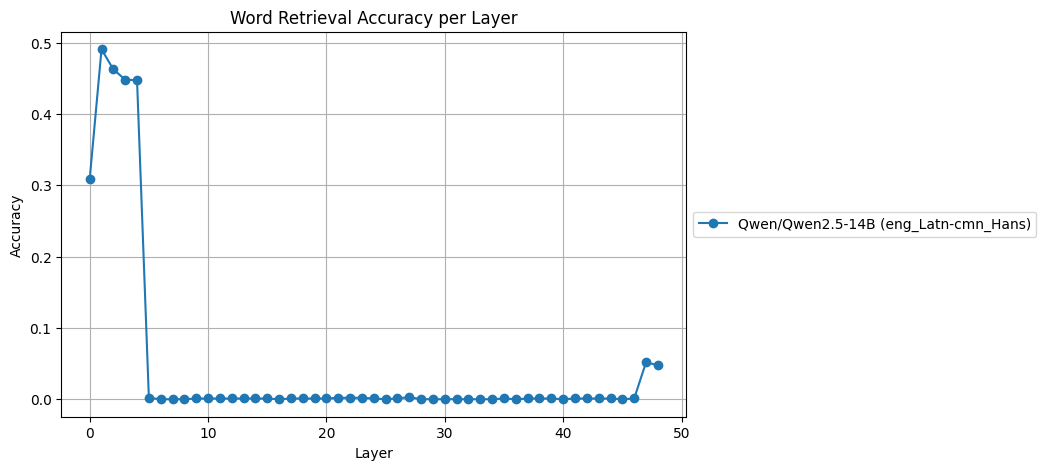 Word Retrieval Accuracy per Layer
0.5
0.4
0.3
0.2
0.1
0.0
Accuracy
0 10 20 30 40 50
Layer
Qwen/Qwen2.5-14B (eng_Latn-cmn_Hans)